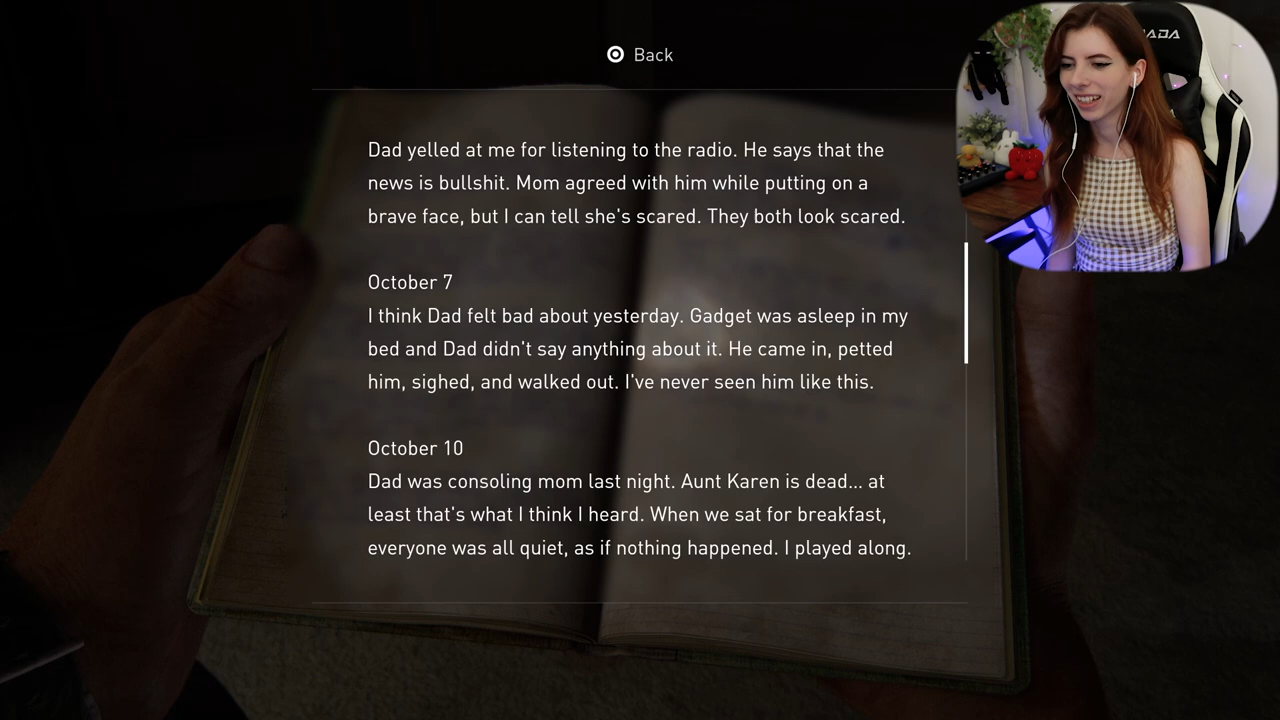 Back
Dad yelled at me for listening to the radio. He says that the
news is bullshit. Mom agreed with him while putting on a
brave face, but I can tell she's scared. They both look scared.
October 7
I think Dad felt bad about yesterday. Gadget was asleep in my
bed and Dad didn't say anything about it. He came in, petted
him, sighed, and walked out. I've never seen him like this.
October 10
Dad was consoling mom last night. Aunt Karen is dead... at
least that's what I think I heard. When we sat for breakfast,
everyone was all quiet, as if nothing happened. I played along.